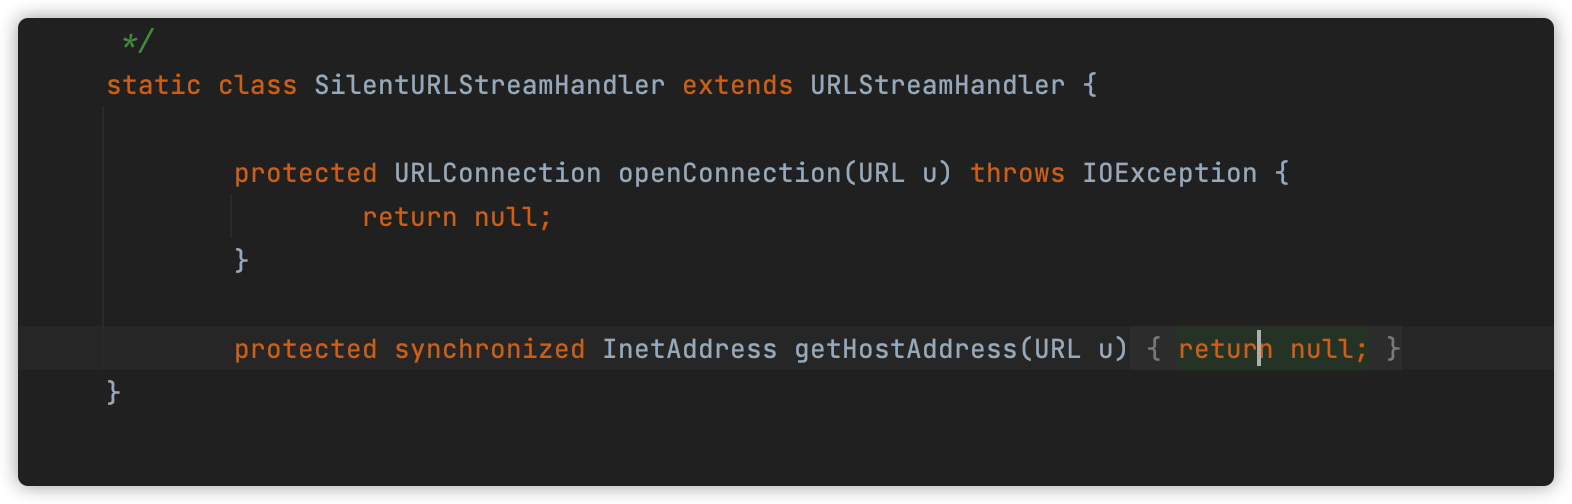 */
static class SilentURLStreamHandler extends URLStreamHandler {
protected URLConnection openConnection(URL u) throws IOException {
return null;
}
protected synchronized InetAddress getHostAddress(URL u) { return null; }
}